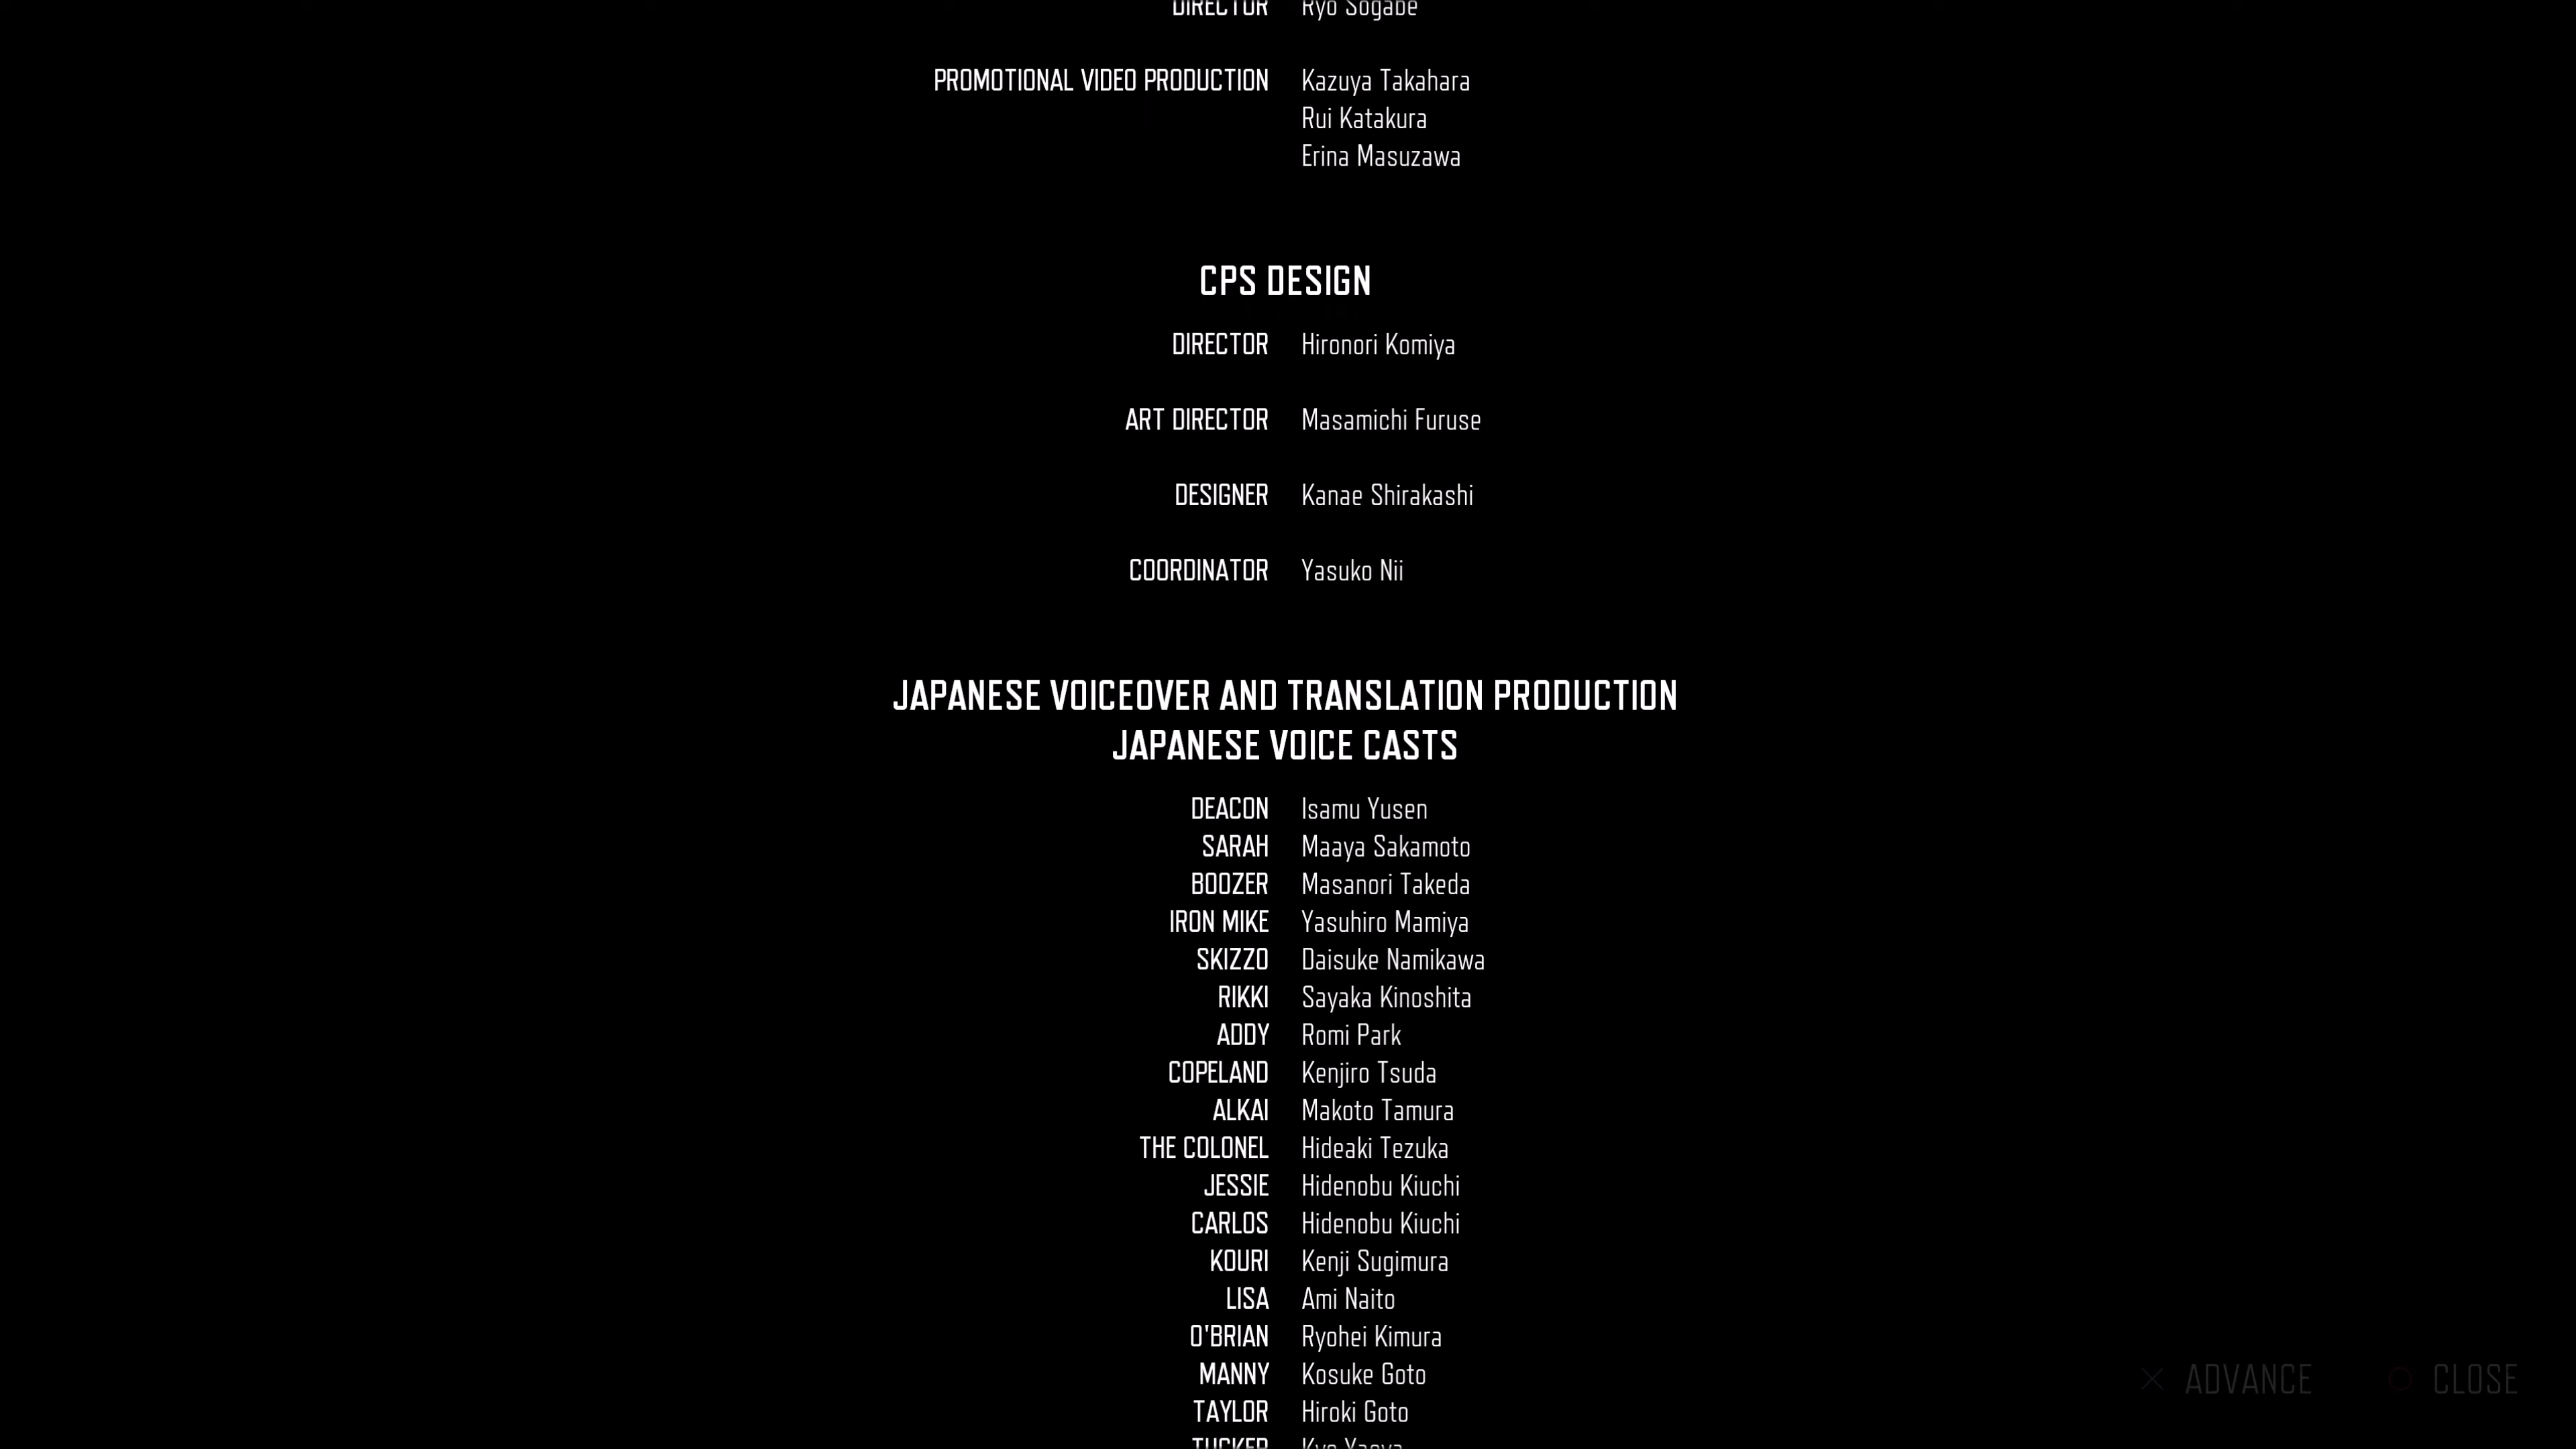 DIRECTOR Ryo Sogabe
PROMOTIONAL VIDEO PRODUCTION Kazuya Takahara
Rui Katakura
Erina Masuzawa
CPS DESIGN
DIRECTOR Hironori Komiya
ART DIRECTOR Masamichi Furuse
DESIGNER Kanae Shirakashi
COORDINATOR Yasuko Nii
JAPANESE VOICEOVER AND TRANSLATION PRODUCTION
JAPANESE VOICE CASTS
DEACON Isamu Yusen
SARAH Maaya Sakamoto
BOOZER Masanori Takeda
IRON MIKE Yasuhiro Mamiya
SKIZZO Daisuke Namikawa
RIKKI Sayaka Kinoshita
ADDY Romi Park
COPELAND Kenjiro Tsuda
ALKAI Makoto Tamura
THE COLONEL Hideaki Tezuka
JESSIE Hidenobu Kiuchi
CARLOS Hidenobu Kiuchi
KOURI Kenji Sugimura
LISA Ami Naito
O'BRIAN Ryohei Kimura
MANNY Kosuke Goto
TAYLOR Hiroki Goto
TUCKER
ADVANCE CLOSE